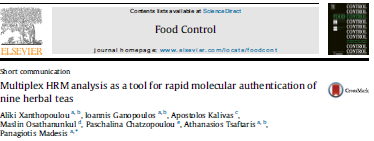 Contents lists available at ScienceDirect
Food Control
journal homepage: www.elsevier.com/locate/foodcont
ELSEVIER
CONTROL
Short communication
Multiplex HRM analysis as a tool for rapid molecular authentication of
nine herbal teas
CrossMark
Aliki Xanthopoulou a, b, Ioannis Ganopoulos a, b, Apostolos Kalivas c,
Maslin Osathanunkul d, Paschalina Chatzopoulou e, Athanasios Tsaftaris a, b,
Panagiotis Madesis a, *